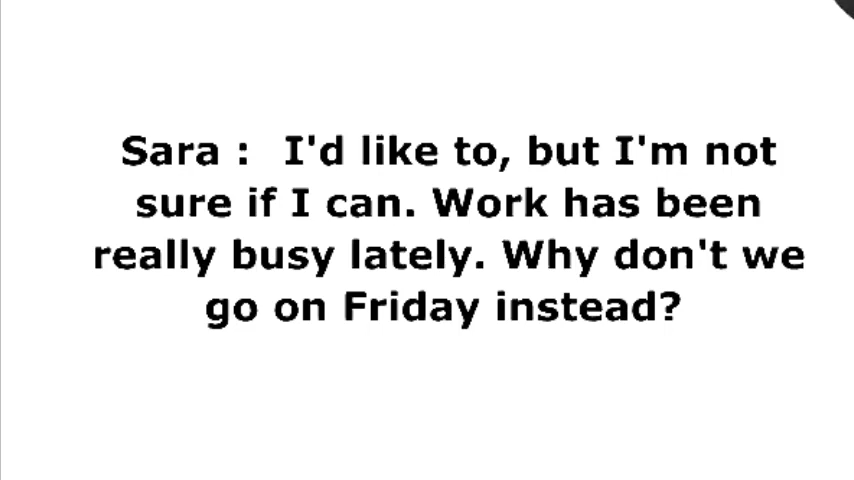 Sara :  I'd like to, but I'm not
sure if I can. Work has been
really busy lately. Why don't we
go on Friday instead?